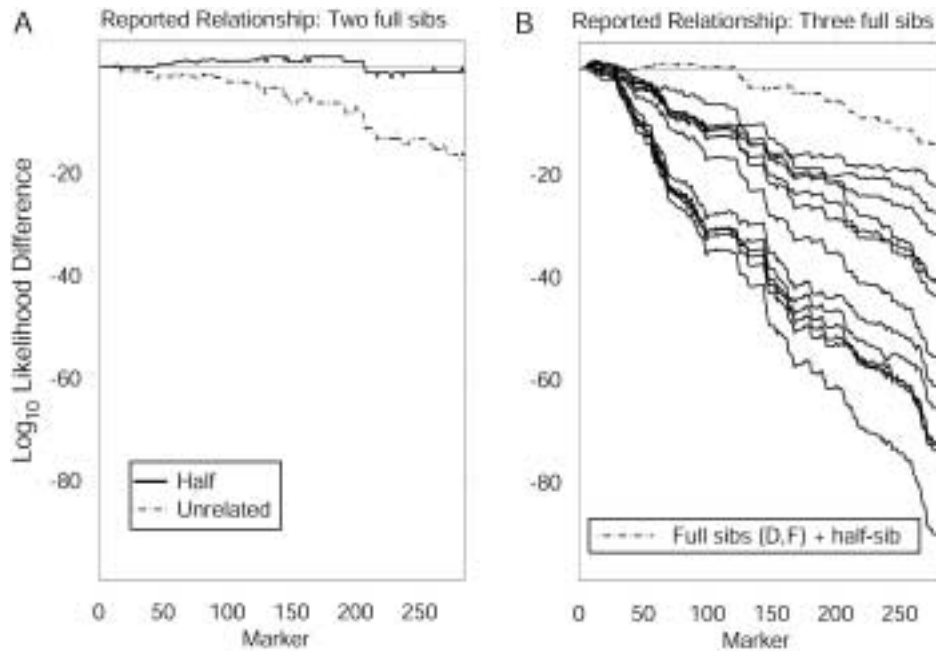 A Reported Relationship: Two full sibs
Log10 Likelihood Difference
-20
-40
-60
-80
Half
Unrelated
0 50 100 150 200 250
Marker
B Reported Relationship: Three full sibs
-20
-40
-60
-80
Full sibs (D,F) + half-sib
0 50 100 150 200 250
Marker